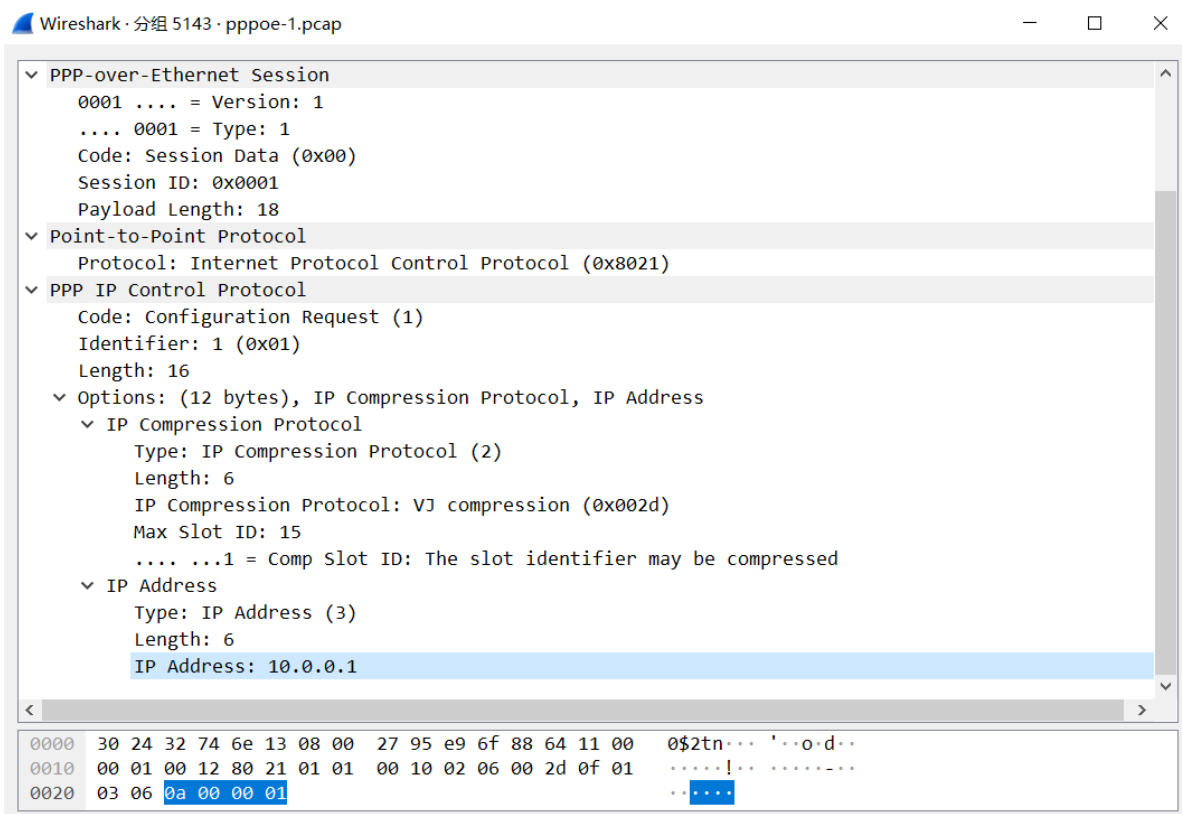 Wireshark · 分组 5143 · pppoe-1.pcap
PPP-over-Ethernet Session
0001 .... = Version: 1
.... 0001 = Type: 1
Code: Session Data (0x00)
Session ID: 0x0001
Payload Length: 18
Point-to-Point Protocol
Protocol: Internet Protocol Control Protocol (0x8021)
PPP IP Control Protocol
Code: Configuration Request (1)
Identifier: 1 (0x01)
Length: 16
Options: (12 bytes), IP Compression Protocol, IP Address
IP Compression Protocol
Type: IP Compression Protocol (2)
Length: 6
IP Compression Protocol: VJ compression (0x002d)
Max Slot ID: 15
.... ...1 = Comp Slot ID: The slot identifier may be compressed
IP Address
Type: IP Address (3)
Length: 6
IP Address: 10.0.0.1
0000 30 24 32 74 6e 13 08 00 27 95 e9 6f 88 64 11 00 0$2tn··· '··o·d··
0010 00 01 00 12 80 21 01 01 00 10 02 06 00 2d 0f 01 ·····!·· ·····-··
0020 03 06 0a 00 00 01 ······